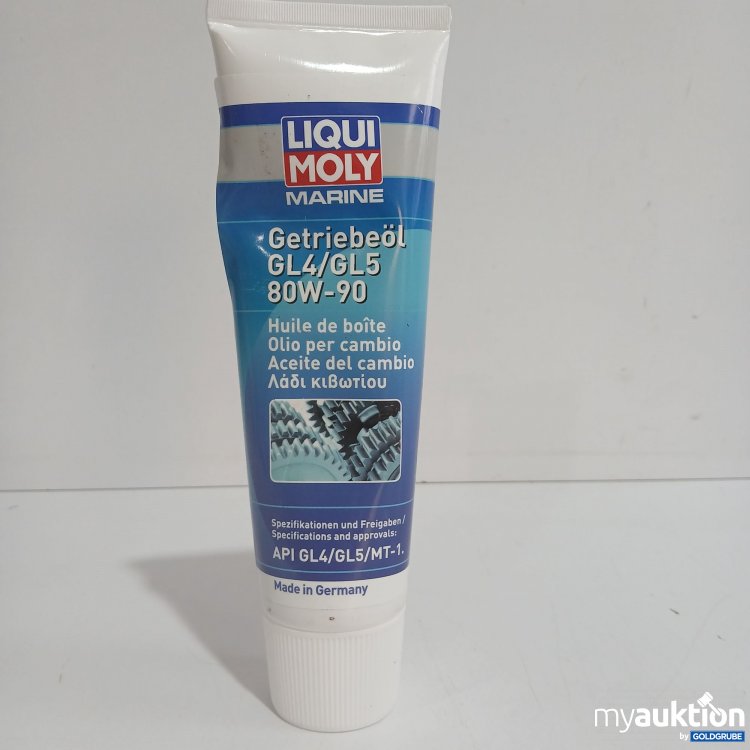 LIQUI
MOLY
MARINE
Getriebeöl
GL4/GL5
80W-90
Huile de boîte
Olio per cambio
Aceite del cambio
Λάδι κιβωτίου
Spezifikationen und Freigaben /
Specifications and approvals:
API GL4/GL5/MT-1.
Made in Germany
myauktion
by GOLDGRUBE